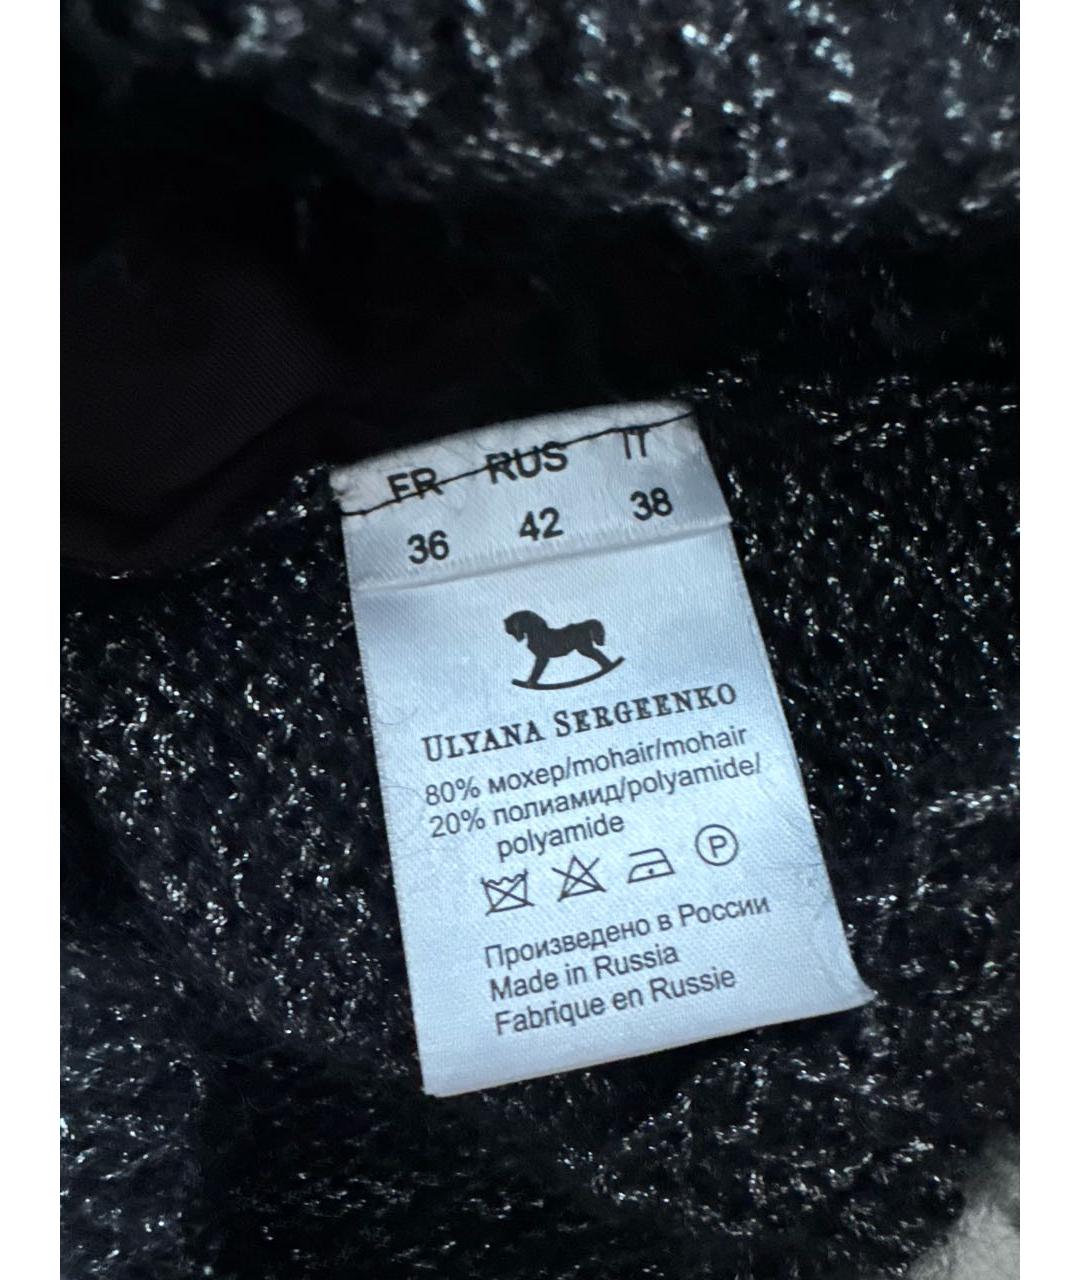 FR RUS IT
36 42 38
ULYANA SERGEENKO
80% мохер/mohair/mohair
20% полиамид/polyamide/
polyamide
P
Произведено в России
Made in Russia
Fabrique en Russie